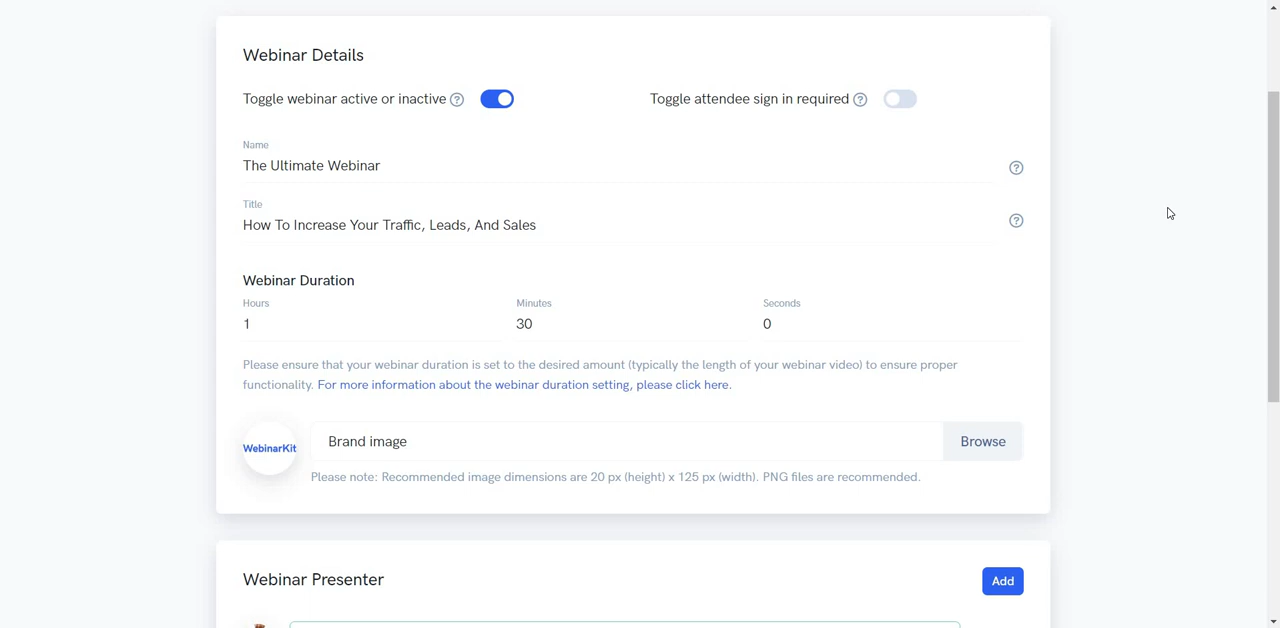 Webinar Details
Toggle webinar active or inactive ?
Toggle attendee sign in required ?
Name
The Ultimate Webinar
?
Title
How To Increase Your Traffic, Leads, And Sales
?
Webinar Duration
Hours
Minutes
Seconds
1
30
0
Please ensure that your webinar duration is set to the desired amount (typically the length of your webinar video) to ensure proper
functionality. For more information about the webinar duration setting, please click here.
WebinarKit
Brand image
Browse
Please note: Recommended image dimensions are 20 px (height) x 125 px (width). PNG files are recommended.
Webinar Presenter
Add